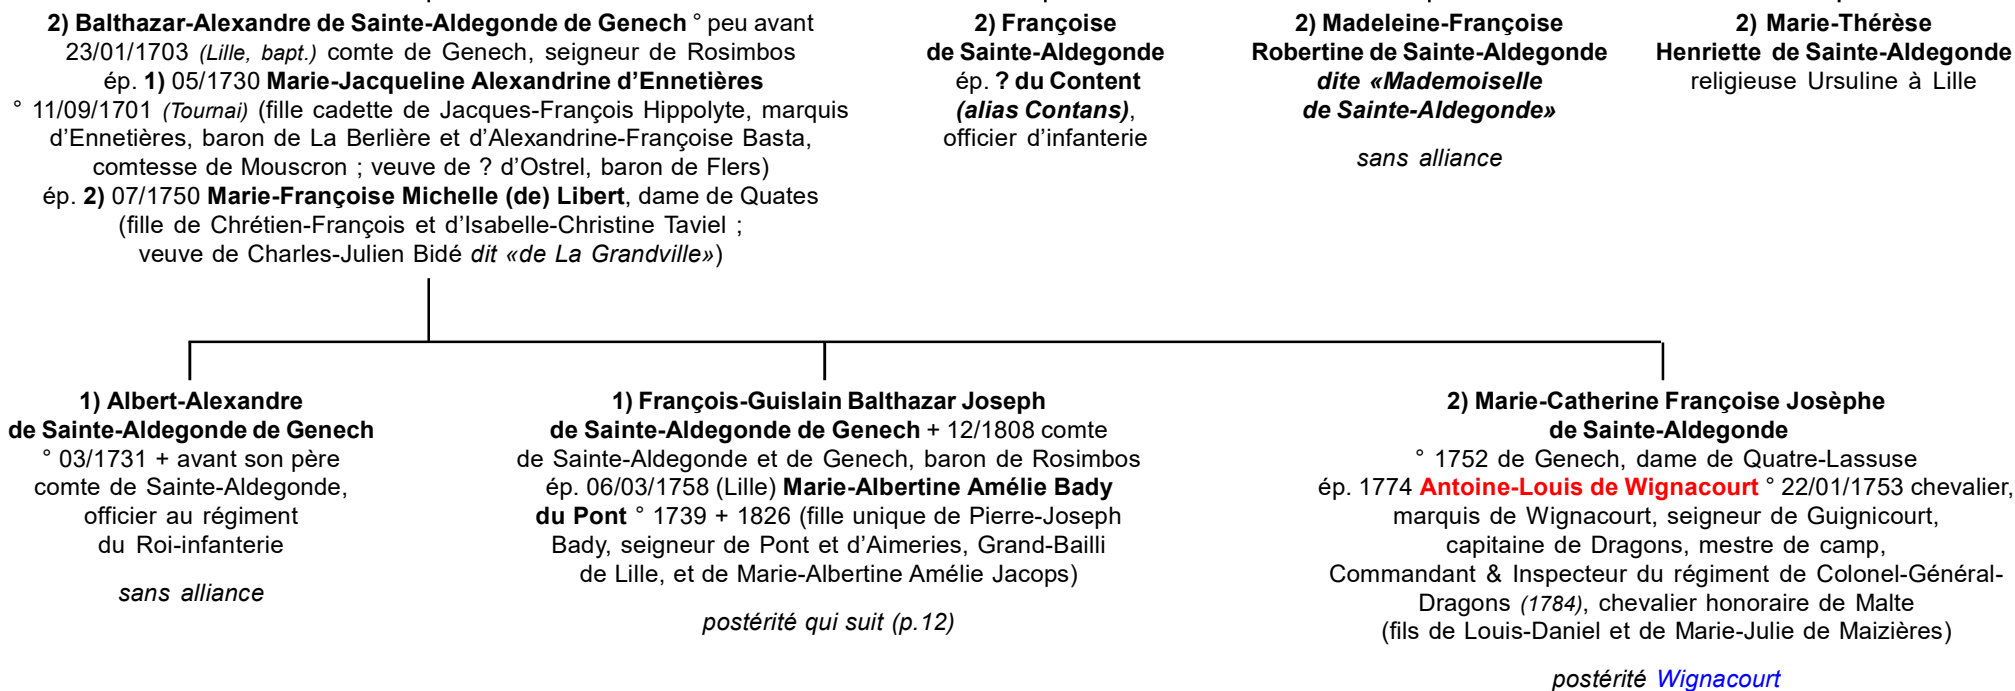 2) Balthazar-Alexandre de Sainte-Aldegonde de Genech ° peu avant
23/01/1703 (Lille, bapt.) comte de Genech, seigneur de Rosimbos
ép. 1) 05/1730 Marie-Jacqueline Alexandrine d’Ennetières
° 11/09/1701 (Tournai) (fille cadette de Jacques-François Hippolyte, marquis
d’Ennetières, baron de La Berlière et d’Alexandrine-Françoise Basta,
comtesse de Mouscron ; veuve de ? d’Ostrel, baron de Flers)
ép. 2) 07/1750 Marie-Françoise Michelle (de) Libert, dame de Quates
(fille de Chrétien-François et d’Isabelle-Christine Taviel ;
veuve de Charles-Julien Bidé dit «de La Grandville»)
2) Françoise
de Sainte-Aldegonde
ép. ? du Content
(alias Contans),
officier d’infanterie
2) Madeleine-Françoise
Robertine de Sainte-Aldegonde
dite «Mademoiselle
de Sainte-Aldegonde»
sans alliance
2) Marie-Thérèse
Henriette de Sainte-Aldegonde
religieuse Ursuline à Lille
1) Albert-Alexandre
de Sainte-Aldegonde de Genech
° 03/1731 + avant son père
comte de Sainte-Aldegonde,
officier au régiment
du Roi-infanterie
sans alliance
1) François-Guislain Balthazar Joseph
de Sainte-Aldegonde de Genech + 12/1808 comte
de Sainte-Aldegonde et de Genech, baron de Rosimbos
ép. 06/03/1758 (Lille) Marie-Albertine Amélie Bady
du Pont ° 1739 + 1826 (fille unique de Pierre-Joseph
Bady, seigneur de Pont et d’Aimeries, Grand-Bailli
de Lille, et de Marie-Albertine Amélie Jacops)
postérité qui suit (p.12)
2) Marie-Catherine Françoise Josèphe
de Sainte-Aldegonde
° 1752 de Genech, dame de Quatre-Lassuse
ép. 1774 Antoine-Louis de Wignacourt ° 22/01/1753 chevalier,
marquis de Wignacourt, seigneur de Guignicourt,
capitaine de Dragons, mestre de camp,
Commandant & Inspecteur du régiment de Colonel-Général-
Dragons (1784), chevalier honoraire de Malte
(fils de Louis-Daniel et de Marie-Julie de Maizières)
postérité Wignacourt